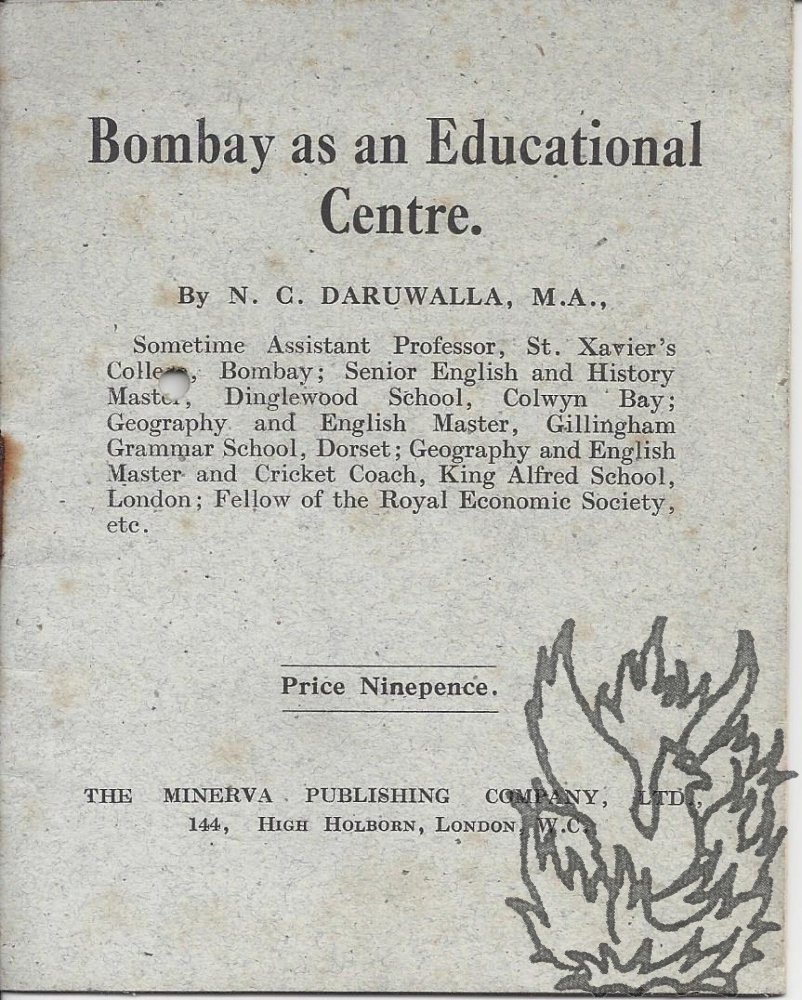 Bombay as an Educational
Centre.
By N. C. DARUWALLA, M.A.,
Sometime Assistant Professor, St. Xavier's
College, Bombay; Senior English and History
Master, Dinglewood School, Colwyn Bay;
Geography and English Master, Gillingham
Grammar School, Dorset; Geography and English
Master and Cricket Coach, King Alfred School,
London; Fellow of the Royal Economic Society,
etc.
Price Ninepence.
THE MINERVA PUBLISHING COMPANY, LTD.,
144, HIGH HOLBORN, LONDON, W.C.